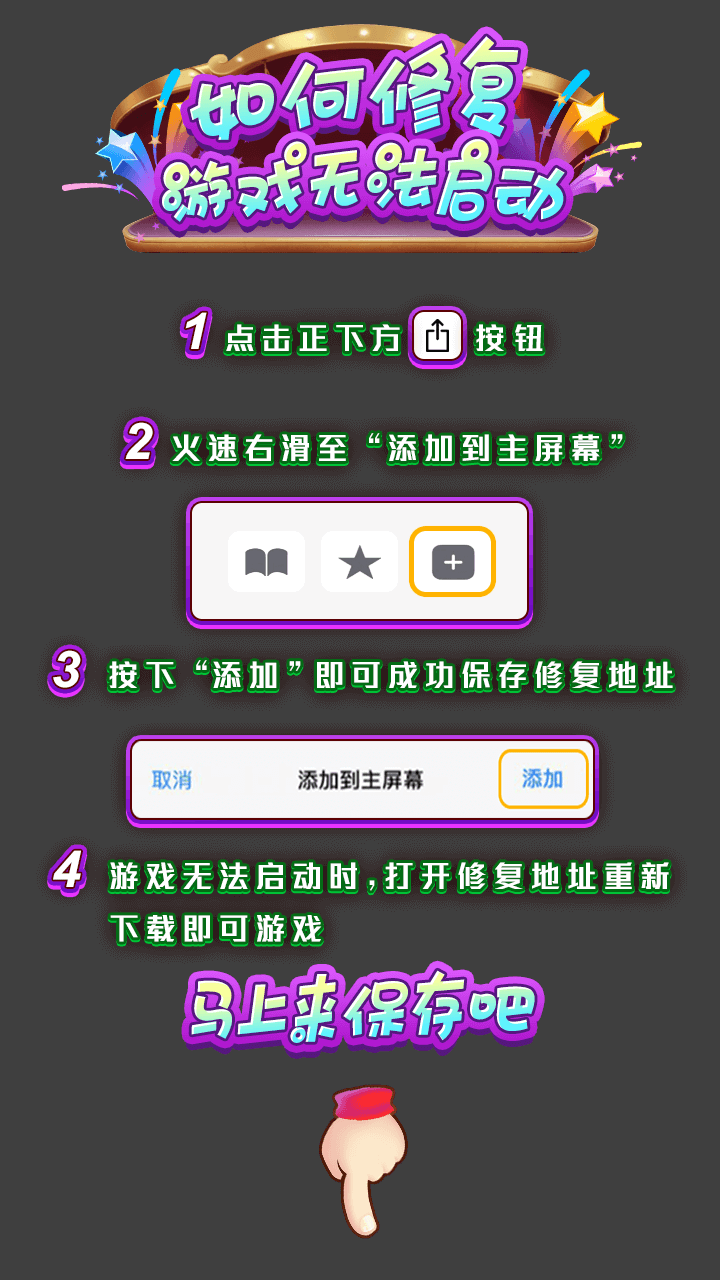 如何修复
游戏无法启动
1 点击正下方 按钮
2 火速右滑至“添加到主屏幕”
3 按下“添加”即可成功保存修复地址
取消 添加到主屏幕 添加
4 游戏无法启动时,打开修复地址重新
下载即可游戏
马上来保存吧